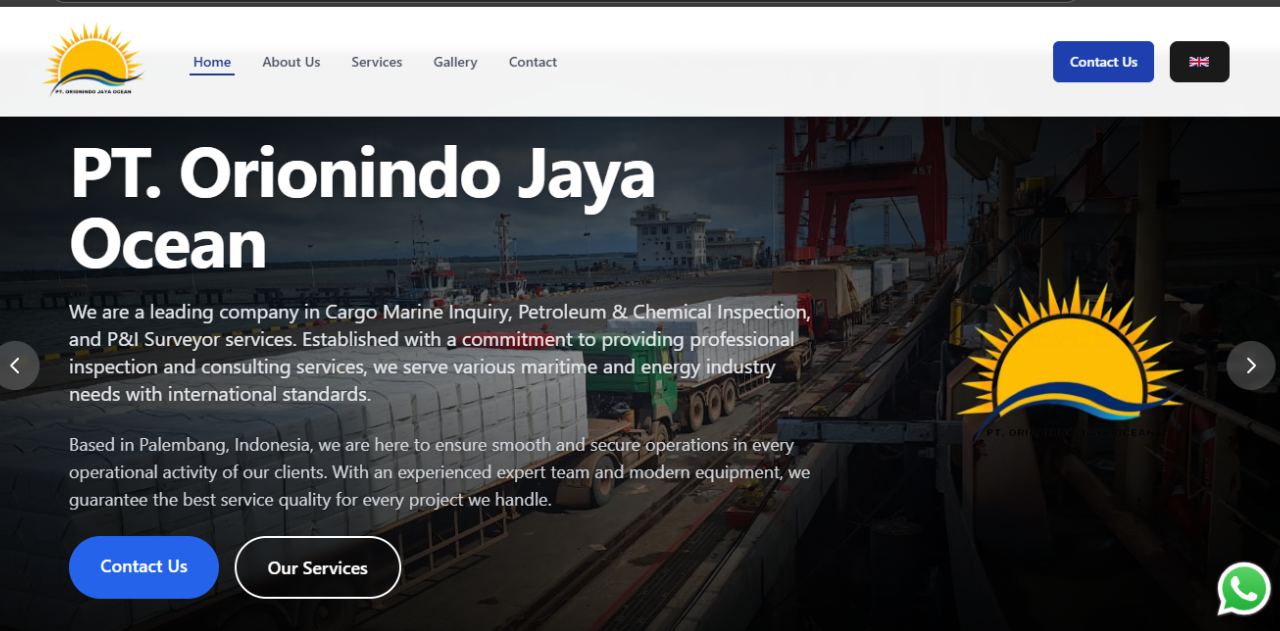 PT. ORIONINDO JAYA OCEAN
Home
About Us
Services
Gallery
Contact
Contact Us
PT. Orionindo Jaya
Ocean
We are a leading company in Cargo Marine Inquiry, Petroleum & Chemical Inspection,
and P&I Surveyor services. Established with a commitment to providing professional
inspection and consulting services, we serve various maritime and energy industry
needs with international standards.
Based in Palembang, Indonesia, we are here to ensure smooth and secure operations in every
operational activity of our clients. With an experienced expert team and modern equipment, we
guarantee the best service quality for every project we handle.
Contact Us
Our Services
45T
PT. ORIONINDO JAYA OCEAN